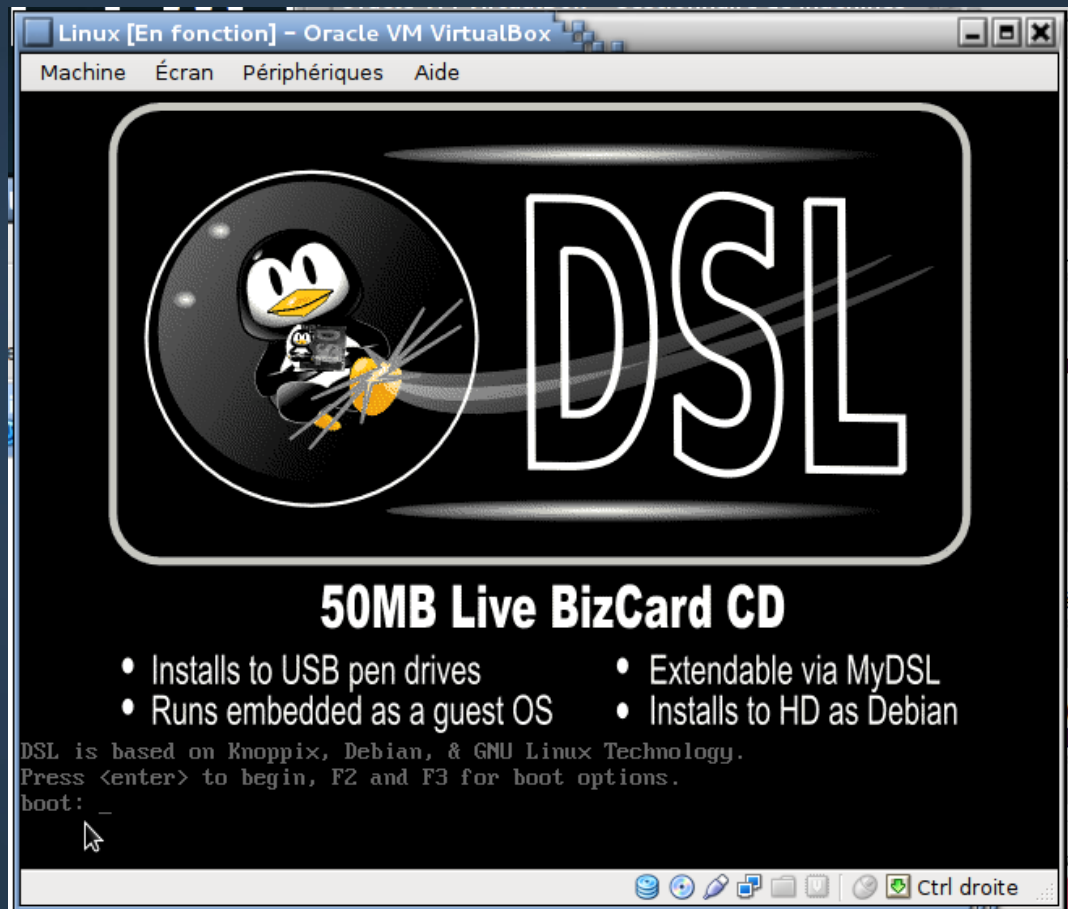 Linux [En fonction] – Oracle VM VirtualBox
Machine Écran Périphériques Aide
DSL
50MB Live BizCard CD
• Installs to USB pen drives
• Runs embedded as a guest OS
• Extendable via MyDSL
• Installs to HD as Debian
DSL is based on Knoppix, Debian, & GNU Linux Technology.
Press <enter> to begin, F2 and F3 for boot options.
boot: _
Ctrl droite